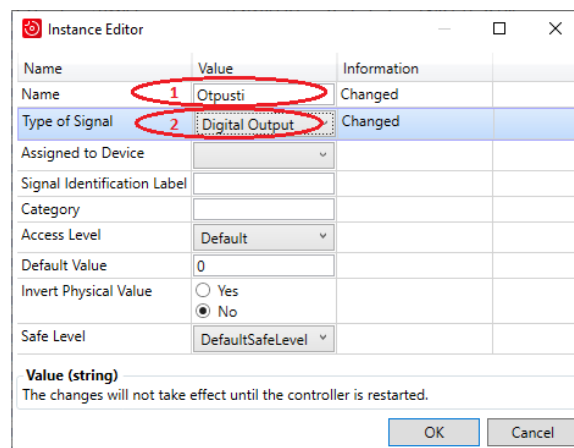 Instance Editor
Name Value Information
Name 1 Otpusti Changed
Type of Signal 2 Digital Output Changed
Assigned to Device
Signal Identification Label
Category
Access Level Default
Default Value 0
Invert Physical Value Yes
No
Safe Level DefaultSafeLevel
Value (string)
The changes will not take effect until the controller is restarted.
OK Cancel